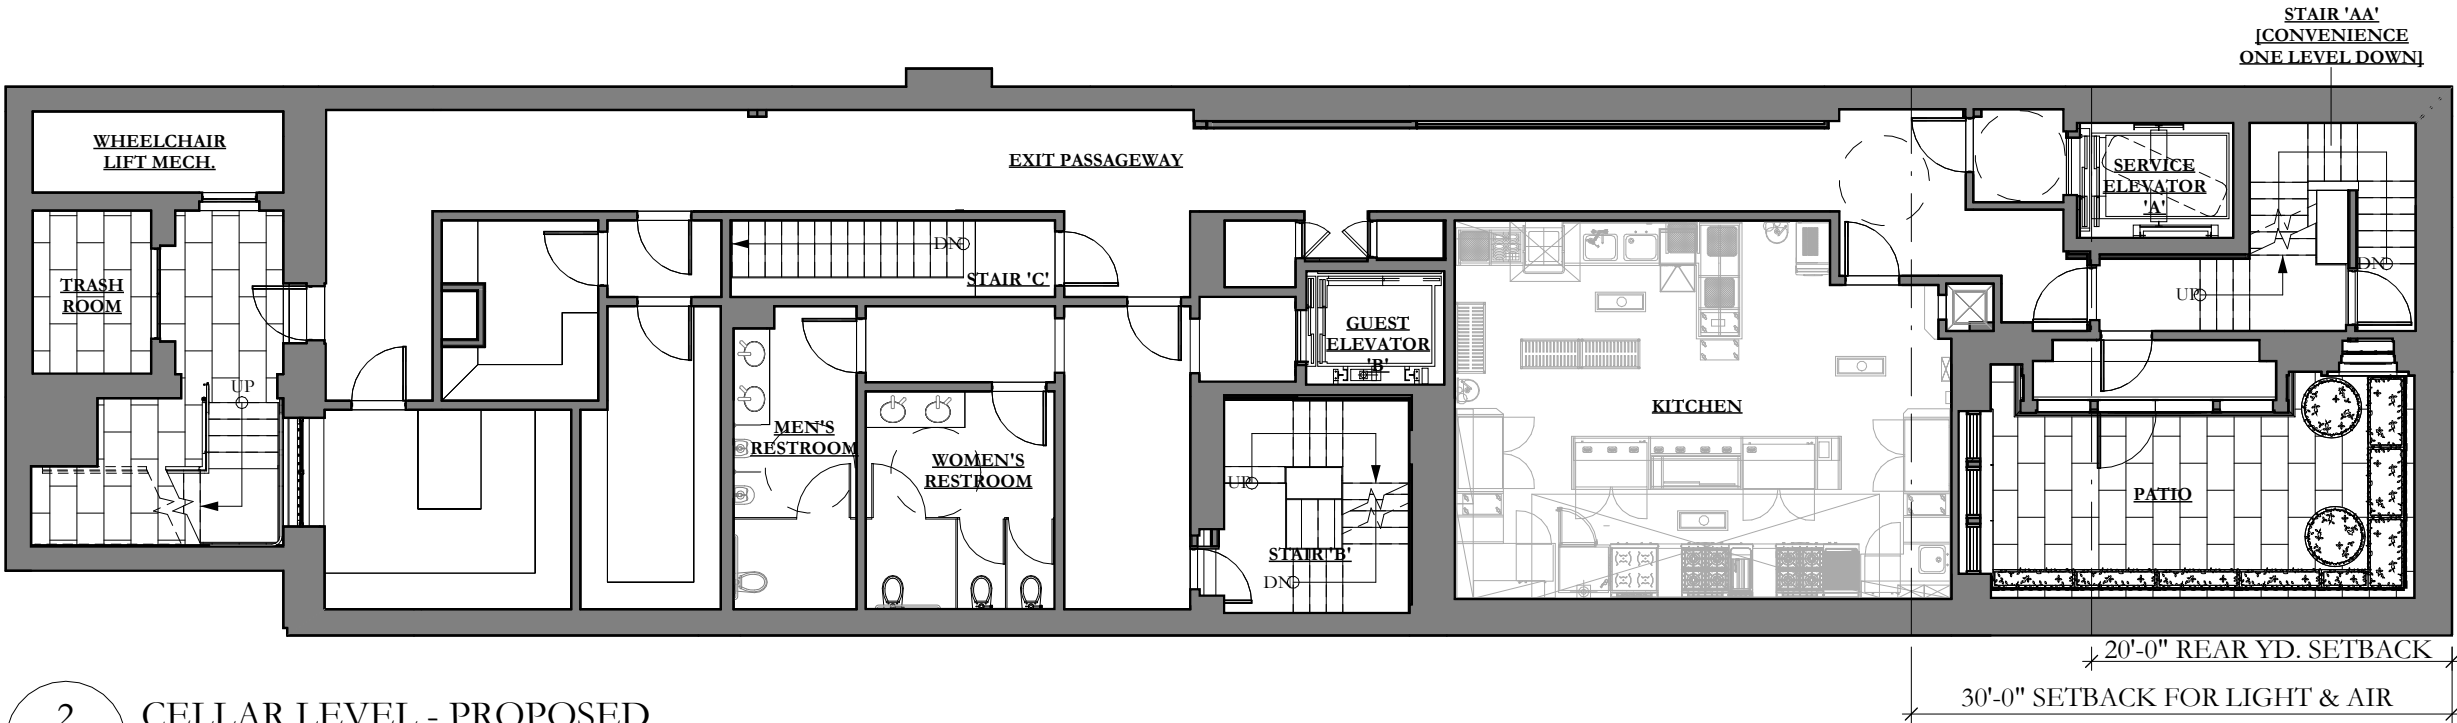 STAIR 'AA'
[CONVENIENCE
ONE LEVEL DOWN]
WHEELCHAIR
LIFT MECH.
EXIT PASSAGEWAY
SERVICE
ELEVATOR
'A'
DN
STAIR 'C'
TRASH
ROOM
DN
UP
GUEST
ELEVATOR
'B'
UP
KITCHEN
MEN'S
RESTROOM
WOMEN'S
RESTROOM
UP
PATIO
STAIR 'B'
DN
20'-0" REAR YD. SETBACK
30'-0" SETBACK FOR LIGHT & AIR
2
CELLAR LEVEL - PROPOSED